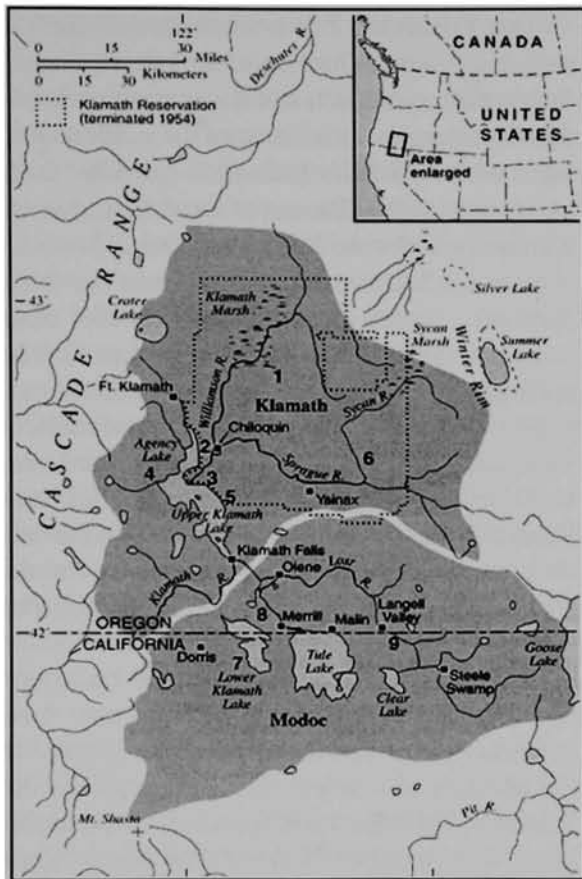 122°
0 15 30
Miles
0 15 30
Kilometers
Klamath Reservation
(terminated 1954)
Deschutes R.
CANADA
UNITED
STATES
Area
enlarged
CASCADE RANGE
43°
Crater
Lake
Klamath
Marsh
Silver Lake
Sycan
Marsh
Winter Rim
Summer
Lake
Williamson R.
1
Ft. Klamath
Klamath
Sycan R.
Chiloquin
2
Agency
Lake
4
3
Sprague R.
6
5
Yainax
Upper Klamath
Lake
Klamath Falls
Olene
Lost R.
Klamath R.
8
Merrill
Malin
Langell
Valley
OREGON
42°
CALIFORNIA
9
Goose
Lake
Dorris
7
Lower
Klamath
Lake
Tule
Lake
Clear
Lake
Steele
Swamp
Modoc
Mt. Shasta
Pit R.